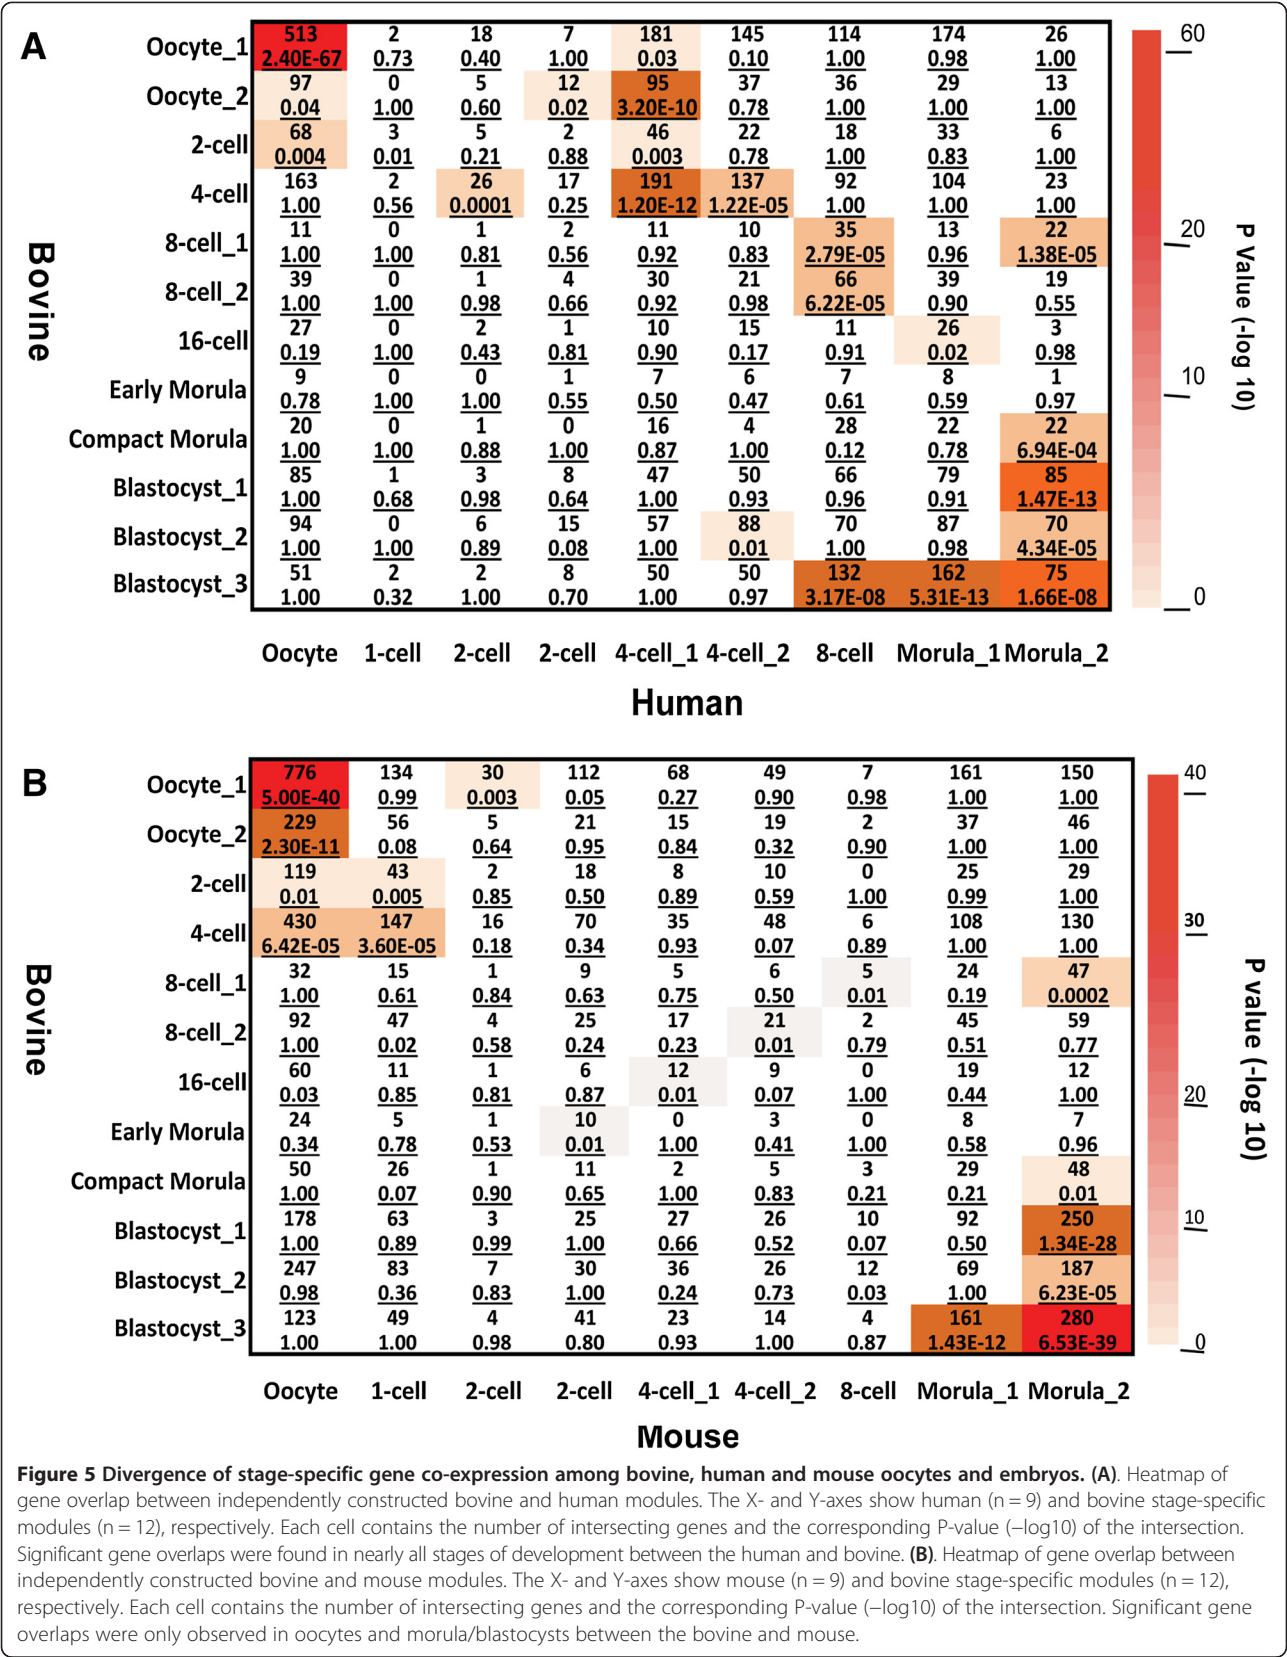 A
Oocyte_1 513 2 18 7 181 145 114 174 26
2.40E-67 0.73 0.40 1.00 0.03 0.10 1.00 0.98 1.00
Oocyte_2 97 0 5 12 95 37 36 29 13
0.04 1.00 0.60 0.02 3.20E-10 0.78 1.00 1.00 1.00
2-cell 68 3 5 2 46 22 18 33 6
0.004 0.01 0.21 0.88 0.003 0.78 1.00 0.83 1.00
4-cell 163 2 26 17 191 137 92 104 23
1.00 0.56 0.0001 0.25 1.20E-12 1.22E-05 1.00 1.00 1.00
8-cell_1 11 0 1 2 11 10 35 13 22
1.00 1.00 0.81 0.56 0.92 0.83 2.79E-05 0.96 1.38E-05
8-cell_2 39 0 1 4 30 21 66 39 19
1.00 1.00 0.98 0.66 0.92 0.98 6.22E-05 0.90 0.55
16-cell 27 0 2 1 10 15 11 26 3
0.19 1.00 0.43 0.81 0.90 0.17 0.91 0.02 0.98
Early Morula 9 0 0 1 7 6 7 8 1
0.78 1.00 1.00 0.55 0.50 0.47 0.61 0.59 0.97
Compact Morula 20 0 1 0 16 4 28 22 22
1.00 1.00 0.88 1.00 0.87 1.00 0.12 0.78 6.94E-04
Blastocyst_1 85 1 3 8 47 50 66 79 85
1.00 0.68 0.98 0.64 1.00 0.93 0.96 0.91 1.47E-13
Blastocyst_2 94 0 6 15 57 88 70 87 70
1.00 1.00 0.89 0.08 1.00 0.01 1.00 0.98 4.34E-05
Blastocyst_3 51 2 2 8 50 50 132 162 75
1.00 0.32 1.00 0.70 1.00 0.97 3.17E-08 5.31E-13 1.66E-08
Bovine
60
20
10
0
P Value (-log 10)
Oocyte 1-cell 2-cell 2-cell 4-cell_1 4-cell_2 8-cell Morula_1 Morula_2
Human
B
Oocyte_1 776 134 30 112 68 49 7 161 150
5.00E-40 0.99 0.003 0.05 0.27 0.90 0.98 1.00 1.00
Oocyte_2 229 56 5 21 15 19 2 37 46
2.30E-11 0.08 0.64 0.95 0.84 0.32 0.90 1.00 1.00
2-cell 119 43 2 18 8 10 0 25 29
0.01 0.005 0.85 0.50 0.89 0.59 1.00 0.99 1.00
4-cell 430 147 16 70 35 48 6 108 130
6.42E-05 3.60E-05 0.18 0.34 0.93 0.07 0.89 1.00 1.00
8-cell_1 32 15 1 9 5 6 5 24 47
1.00 0.61 0.84 0.63 0.75 0.50 0.01 0.19 0.0002
8-cell_2 92 47 4 25 17 21 2 45 59
1.00 0.02 0.58 0.24 0.23 0.01 0.79 0.51 0.77
16-cell 60 11 1 6 12 9 0 19 12
0.03 0.85 0.81 0.87 0.01 0.07 1.00 0.44 1.00
Early Morula 24 5 1 10 0 3 0 8 7
0.34 0.78 0.53 0.01 1.00 0.41 1.00 0.58 0.96
Compact Morula 50 26 1 11 2 5 3 29 48
1.00 0.07 0.90 0.65 1.00 0.83 0.21 0.21 0.01
Blastocyst_1 178 63 3 25 27 26 10 92 250
1.00 0.89 0.99 1.00 0.66 0.52 0.07 0.50 1.34E-28
Blastocyst_2 247 83 7 30 36 26 12 69 187
0.98 0.36 0.83 1.00 0.24 0.73 0.03 1.00 6.23E-05
Blastocyst_3 123 49 4 41 23 14 4 161 280
1.00 1.00 0.98 0.80 0.93 1.00 0.87 1.43E-12 6.53E-39
Bovine
40
30
20
10
0
P value (-log 10)
Oocyte 1-cell 2-cell 2-cell 4-cell_1 4-cell_2 8-cell Morula_1 Morula_2
Mouse
Figure 5 Divergence of stage-specific gene co-expression among bovine, human and mouse oocytes and embryos. (A). Heatmap of
gene overlap between independently constructed bovine and human modules. The X- and Y-axes show human (n = 9) and bovine stage-specific
modules (n = 12), respectively. Each cell contains the number of intersecting genes and the corresponding P-value (−log10) of the intersection.
Significant gene overlaps were found in nearly all stages of development between the human and bovine. (B). Heatmap of gene overlap between
independently constructed bovine and mouse modules. The X- and Y-axes show mouse (n = 9) and bovine stage-specific modules (n = 12),
respectively. Each cell contains the number of intersecting genes and the corresponding P-value (−log10) of the intersection. Significant gene
overlaps were only observed in oocytes and morula/blastocysts between the bovine and mouse.